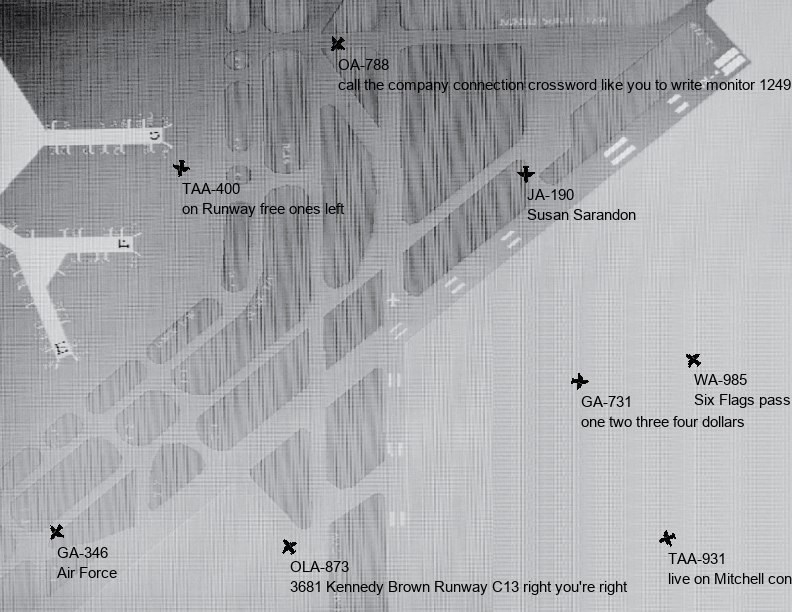 OA-788
call the company connection crossword like you to write monitor 1249
TAA-400
on Runway free ones left
JA-190
Susan Sarandon
WA-985
Six Flags pass
GA-731
one two three four dollars
GA-346
Air Force
OLA-873
3681 Kennedy Brown Runway C13 right you're right
TAA-931
live on Mitchell con